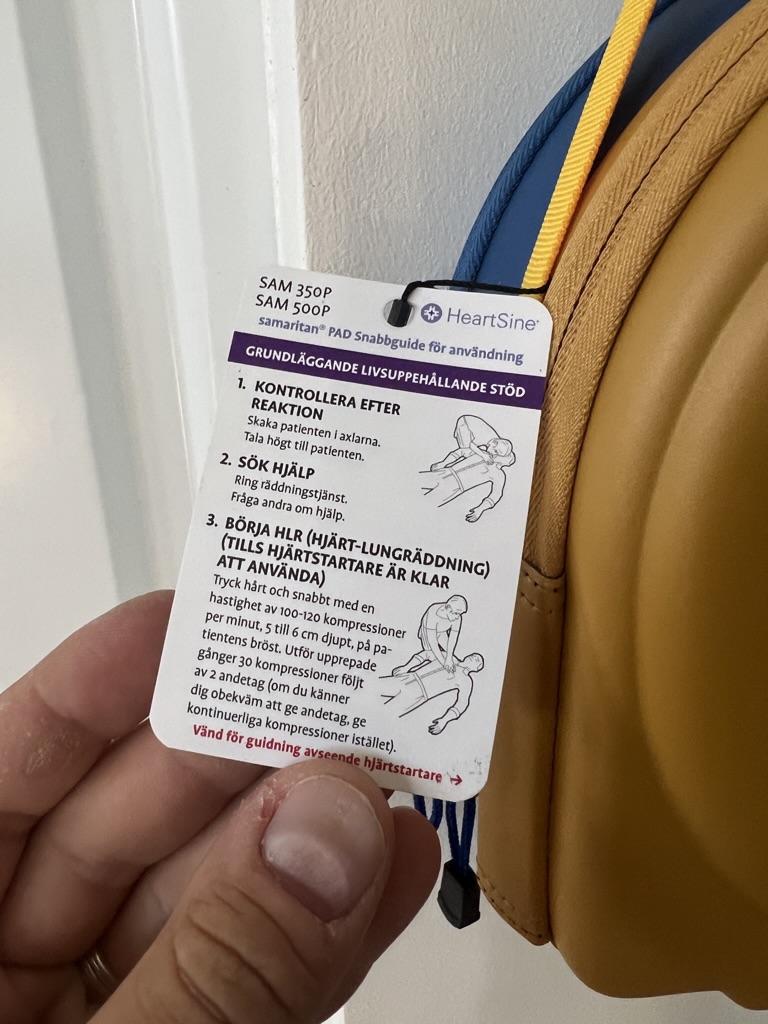 SAM 350P
SAM 500P
HeartSine®
samaritan® PAD Snabbguide för användning
GRUNDLÄGGANDE LIVSUPPEHÅLLANDE STÖD
1. KONTROLLERA EFTER
REAKTION
Skaka patienten i axlarna.
Tala högt till patienten.
2. SÖK HJÄLP
Ring räddningstjänst.
Fråga andra om hjälp.
3. BÖRJA HLR (HJÄRT-LUNGRÄDDNING)
(TILLS HJÄRTSTARTARE ÄR KLAR
ATT ANVÄNDA)
Tryck hårt och snabbt med en
hastighet av 100-120 kompressioner
per minut, 5 till 6 cm djupt, på pa-
tientens bröst. Utför upprepade
gånger 30 kompressioner följt
av 2 andetag (om du känner
dig obekväm att ge andetag, ge
kontinuerliga kompressioner istället).
Vänd för guidning avseende hjärtstartare →